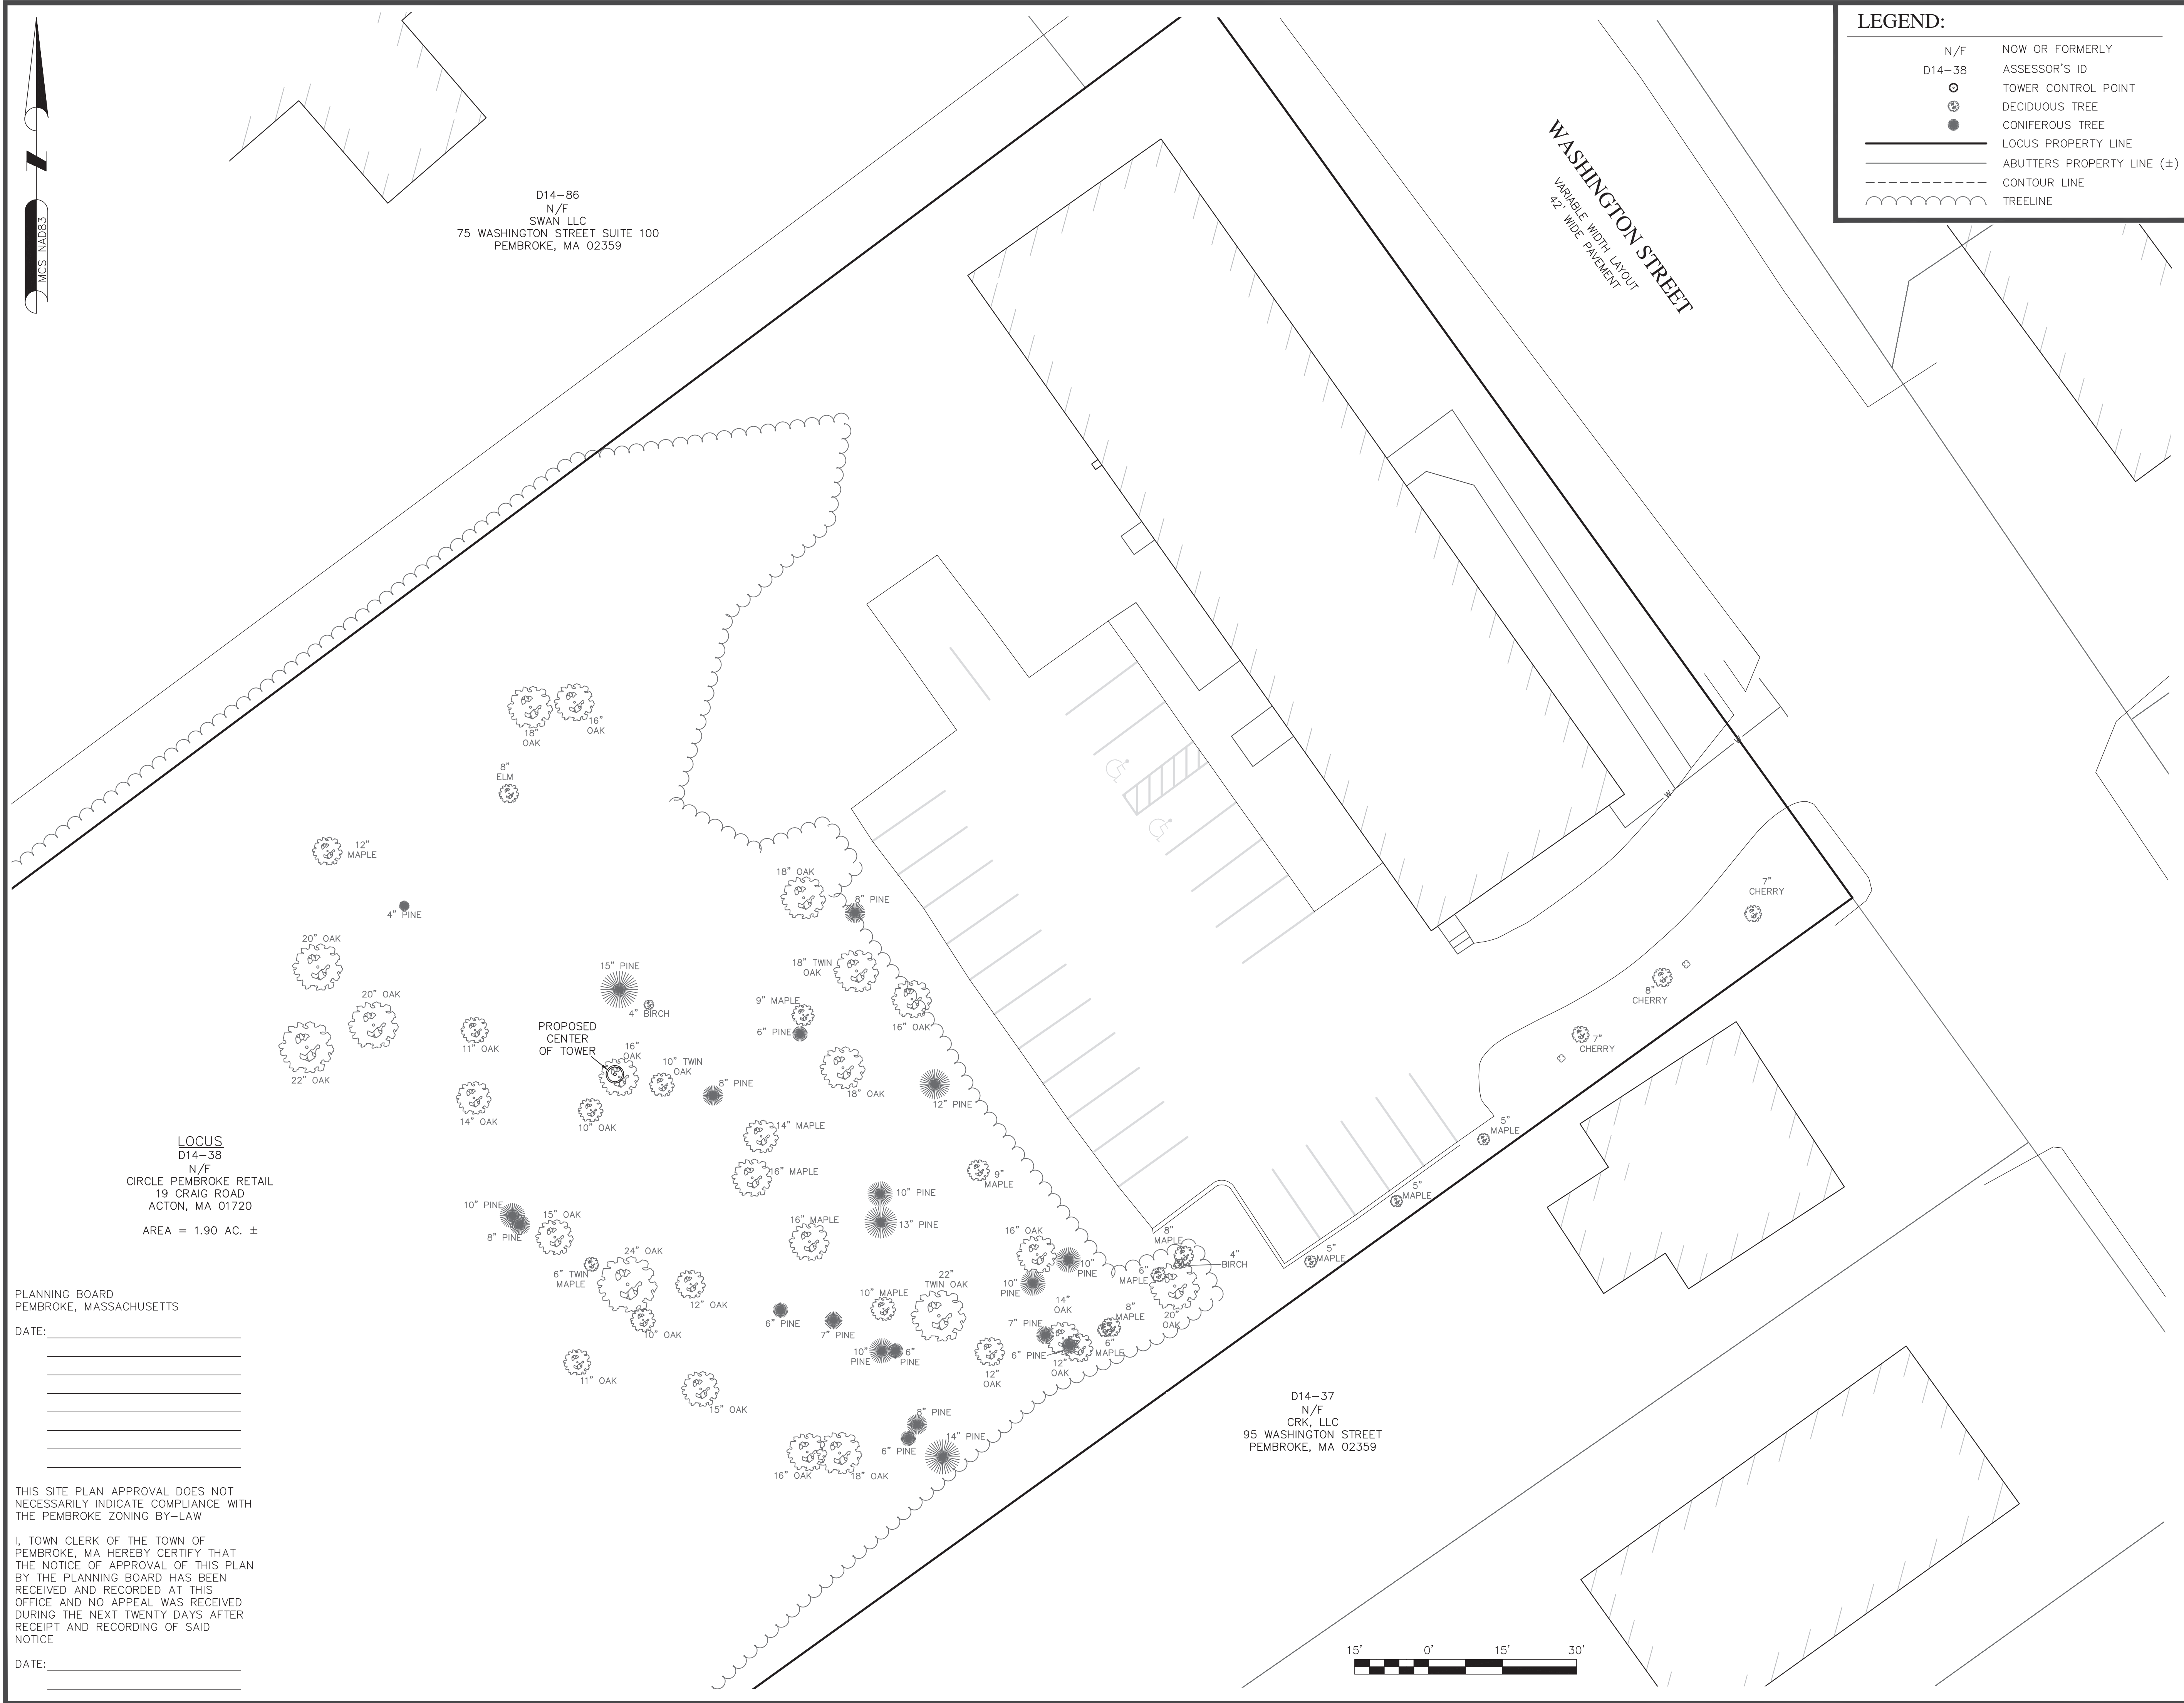 LEGEND:
N/F NOW OR FORMERLY
D14-38 ASSESSOR'S ID
TOWER CONTROL POINT
DECIDUOUS TREE
CONIFEROUS TREE
LOCUS PROPERTY LINE
ABUTTERS PROPERTY LINE (±)
CONTOUR LINE
TREELINE
N
MCS NAD83
D14-86
N/F
SWAN LLC
75 WASHINGTON STREET SUITE 100
PEMBROKE, MA 02359
WASHINGTON STREET
VARIABLE WIDTH LAYOUT
42' WIDE PAVEMENT
16"
OAK
18"
OAK
8"
ELM
W
W
12"
MAPLE
4" PINE
18" OAK
8" PINE
7"
CHERRY
20" OAK
20" OAK
22" OAK
15" PINE
4" BIRCH
18" TWIN
OAK
16" OAK
9" MAPLE
6" PINE
8"
CHERRY
7"
CHERRY
11" OAK
PROPOSED
CENTER
OF TOWER
16"
OAK
10" TWIN
OAK
8" PINE
18" OAK
12" PINE
14" OAK
10" OAK
14" MAPLE
16" MAPLE
9"
MAPLE
5"
MAPLE
5"
MAPLE
5"
MAPLE
LOCUS
D14-38
N/F
CIRCLE PEMBROKE RETAIL
19 CRAIG ROAD
ACTON, MA 01720
AREA = 1.90 AC. ±
10" PINE
8" PINE
15" OAK
10" PINE
13" PINE
16" MAPLE
16" OAK
10"
PINE
10"
PINE
8"
MAPLE
6"
MAPLE
4"
BIRCH
20"
OAK
6" TWIN
MAPLE
24" OAK
12" OAK
10" OAK
6" PINE
7" PINE
10" MAPLE
22"
TWIN OAK
14"
OAK
8"
MAPLE
7" PINE
6"
MAPLE
6" PINE
12"
OAK
10"
PINE
6"
PINE
12"
OAK
11" OAK
15" OAK
8" PINE
6" PINE
14" PINE
16" OAK
18" OAK
D14-37
N/F
CRK, LLC
95 WASHINGTON STREET
PEMBROKE, MA 02359
PLANNING BOARD
PEMBROKE, MASSACHUSETTS
DATE:
THIS SITE PLAN APPROVAL DOES NOT
NECESSARILY INDICATE COMPLIANCE WITH
THE PEMBROKE ZONING BY-LAW
I, TOWN CLERK OF THE TOWN OF
PEMBROKE, MA HEREBY CERTIFY THAT
THE NOTICE OF APPROVAL OF THIS PLAN
BY THE PLANNING BOARD HAS BEEN
RECEIVED AND RECORDED AT THIS
OFFICE AND NO APPEAL WAS RECEIVED
DURING THE NEXT TWENTY DAYS AFTER
RECEIPT AND RECORDING OF SAID
NOTICE
DATE:
15' 0' 15' 30'